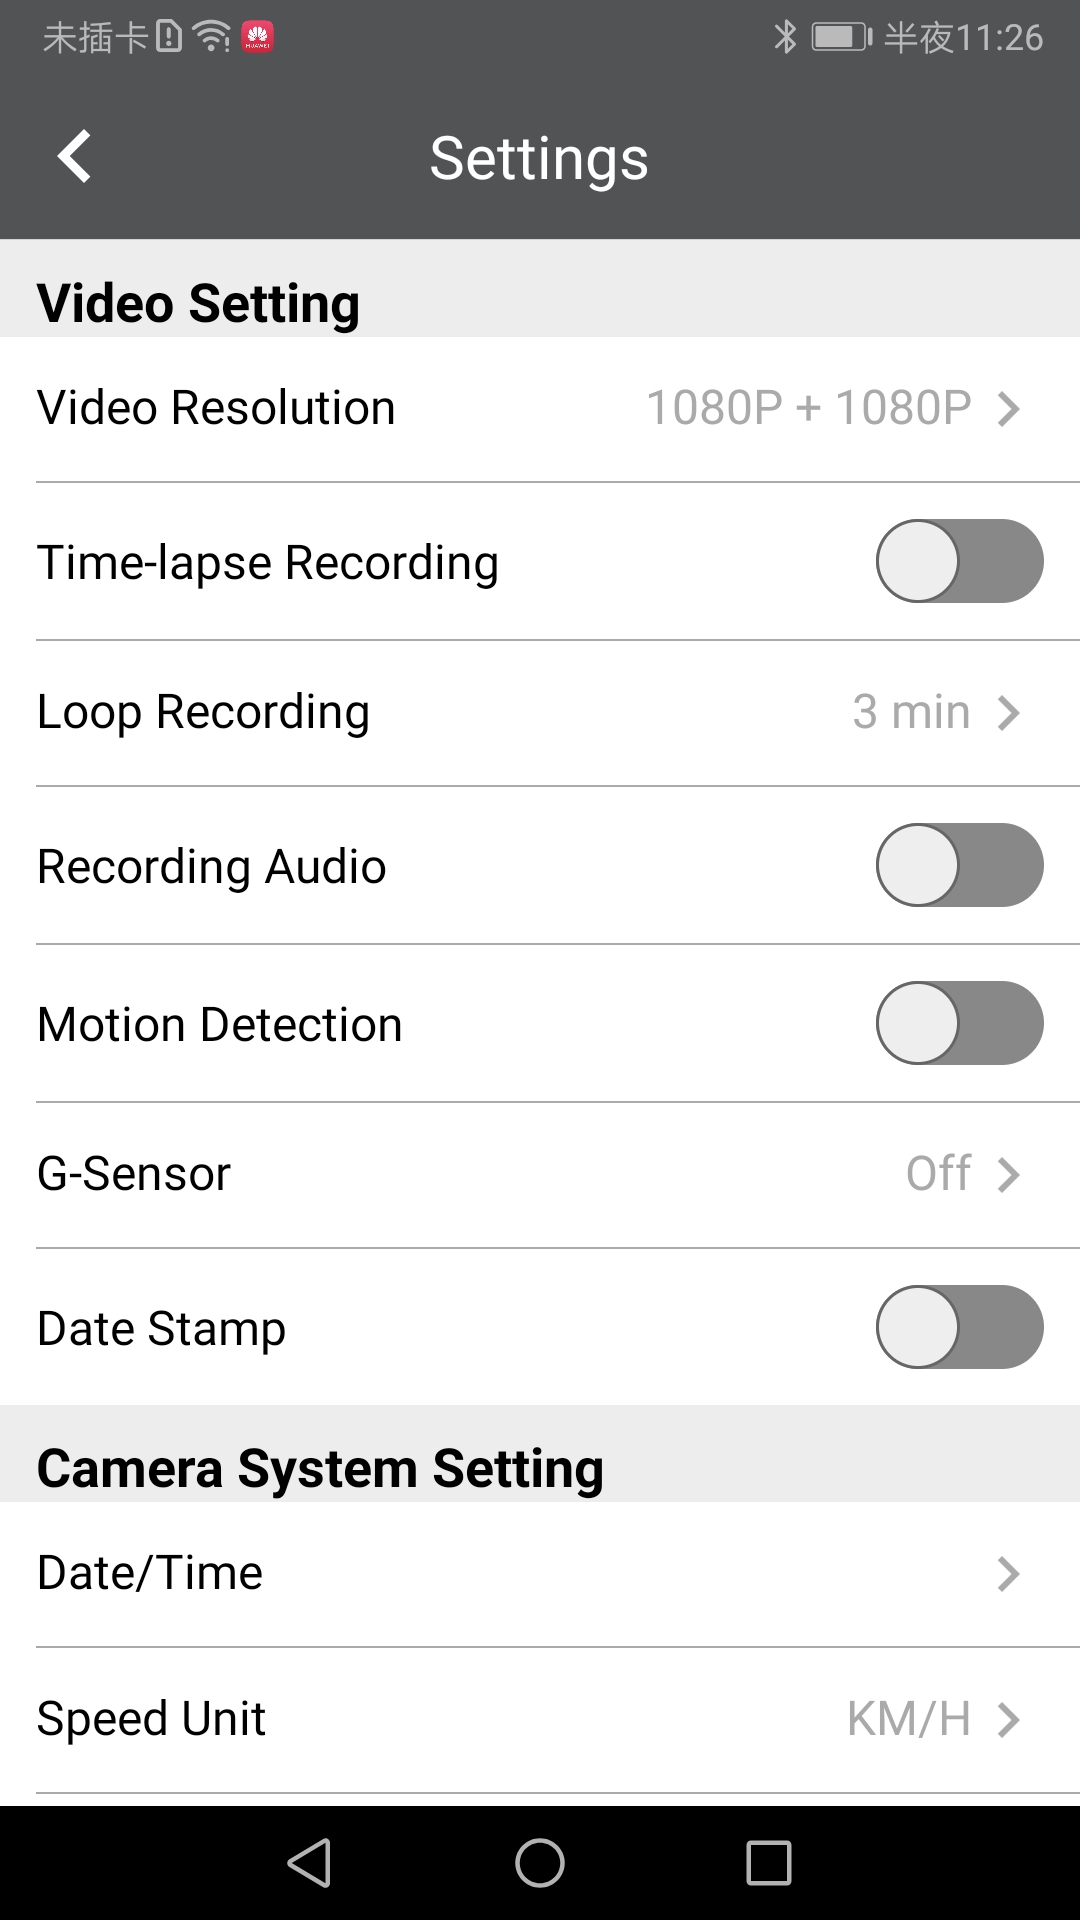 未插卡 HUAWEI 半夜11:26
Settings
Video Setting
Video Resolution 1080P + 1080P
Time-lapse Recording
Loop Recording 3 min
Recording Audio
Motion Detection
G-Sensor Off
Date Stamp
Camera System Setting
Date/Time
Speed Unit KM/H